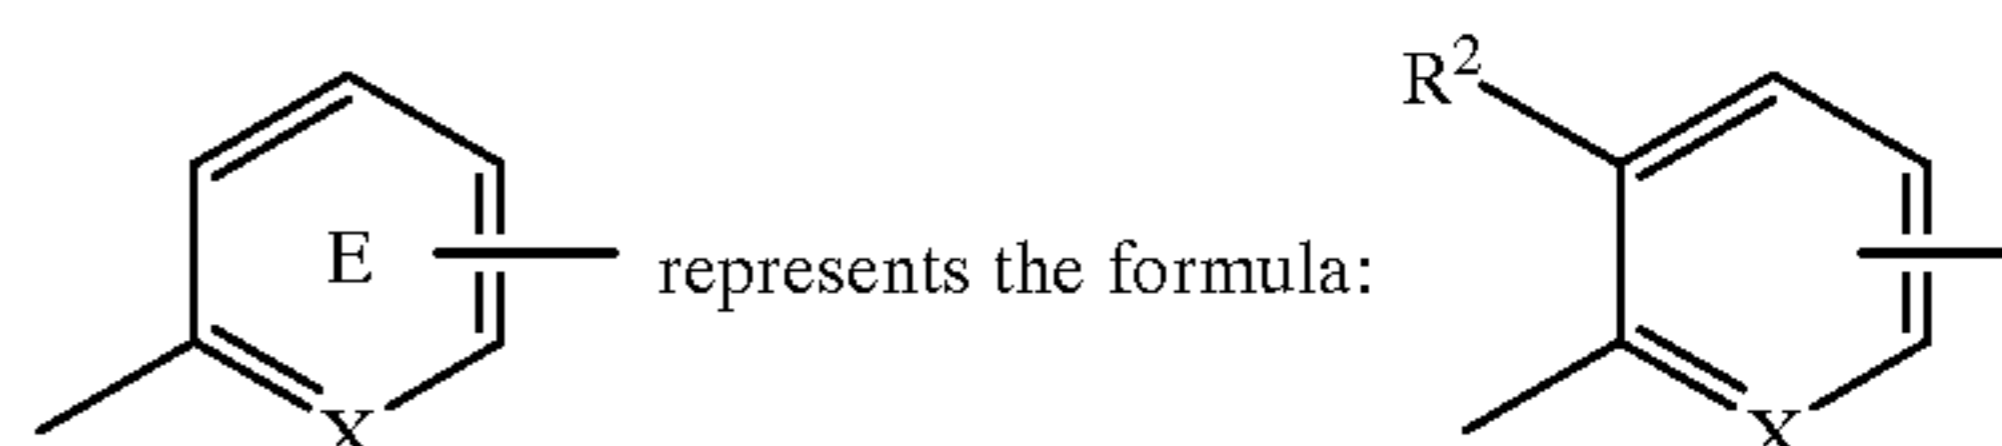 R²
E represents the formula:
X X